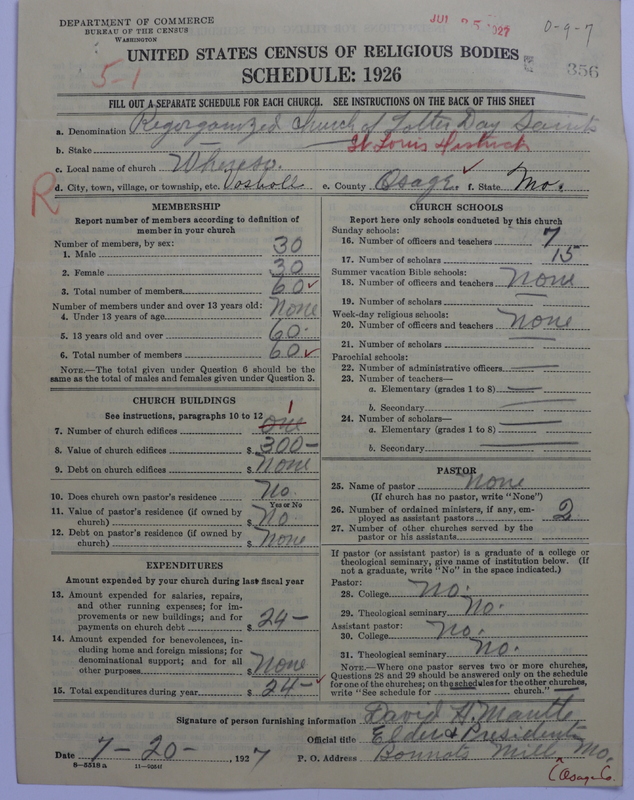 DEPARTMENT OF COMMERCE
BUREAU OF THE CENSUS
WASHINGTON
JUL 25 1927
0-9-7
5-1
356
UNITED STATES CENSUS OF RELIGIOUS BODIES
SCHEDULE: 1926
FILL OUT A SEPARATE SCHEDULE FOR EACH CHURCH. SEE INSTRUCTIONS ON THE BACK OF THIS SHEET
a. Denomination Regorganized Church of Latter Day Saints
b. Stake St Louis District
c. Local name of church
R
d. City, town, village, or township, etc. e. County Osage. f. State Mo.
MEMBERSHIP
Report number of members according to definition of
member in your church
Number of members, by sex:
1. Male 30
2. Female 30
3. Total number of members 60
Number of members under and over 13 years old:
4. Under 13 years of age None
5. 13 years old and over 60.
6. Total number of members 60
NOTE.—The total given under Question 6 should be
same as the total of males and females given under Question 3.
CHURCH BUILDINGS
See instructions, paragraphs 10 to 12
7. Number of church edifices one 1
8. Value of church edifices $ 300-
9. Debt on church edifices $ None
10. Does church own pastor's residence No.
Yes or No
11. Value of pastor's residence (if owned by
church) $ No.
12. Debt on pastor's residence (if owned by
church) $ None
EXPENDITURES
Amount expended by your church during last fiscal year
13. Amount expended for salaries, repairs,
and other running expenses; for im-
provements or new buildings; and for
payments on church debt $ 24-
14. Amount expended for benevolences, in-
cluding home and foreign missions; for
denominational support; and for all
other purposes $ None
15. Total expenditures during year $ 24-
CHURCH SCHOOLS
Report here only schools conducted by this church
Sunday schools:
16. Number of officers and teachers 7
17. Number of scholars 15
Summer vacation Bible schools:
18. Number of officers and teachers None
19. Number of scholars —
Week-day religious schools:
20. Number of officers and teachers None
21. Number of scholars —
Parochial schools:
22. Number of administrative officers —
23. Number of teachers—
a. Elementary (grades 1 to 8) —
b. Secondary —
24. Number of scholars—
a. Elementary (grades 1 to 8) —
b. Secondary —
PASTOR
25. Name of pastor None
(If church has no pastor, write "None")
26. Number of ordained ministers, if any, em-
ployed as assistant pastors 2
27. Number of other churches served by the
pastor or his assistants
If pastor (or assistant pastor) is a graduate of a college or
theological seminary, give name of institution below. (If
not a graduate, write "No" in the space indicated.)
Pastor:
28. College No.
29. Theological seminary No.
Assistant pastor:
30. College No.
31. Theological seminary No.
NOTE.—Where one pastor serves two or more churches,
Questions 28 and 29 should be answered only on the schedule
for one of the churches; on the schedules for the other churches,
write "See schedule for church." —
Signature of person furnishing information David H. Mantle
Official title Elder & President
Date 7-20-, 1927 P. O. Address Bonnots Mill Mo.
8-5518 a
(Osage Co.